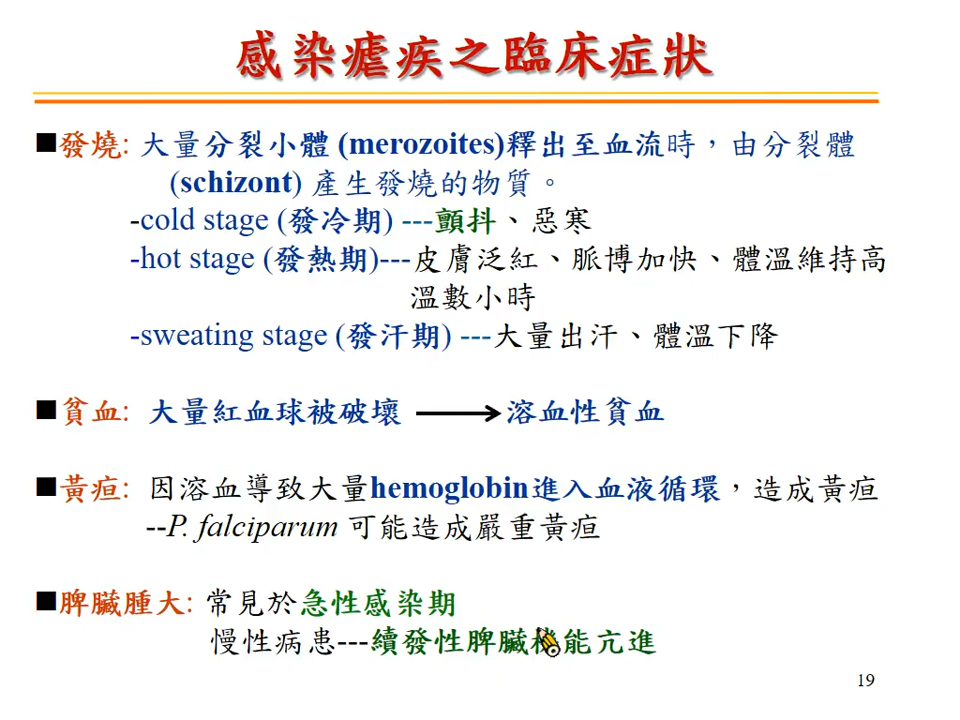 感染瘧疾之臨床症狀
■發燒: 大量分裂小體 (merozoites)釋出至血流時，由分裂體
(schizont) 產生發燒的物質。
-cold stage (發冷期) ---顫抖、惡寒
-hot stage (發熱期)---皮膚泛紅、脈博加快、體溫維持高
溫數小時
-sweating stage (發汗期) ---大量出汗、體溫下降
■貧血: 大量紅血球被破壞 → 溶血性貧血
■黃疸: 因溶血導致大量hemoglobin進入血液循環，造成黃疸
--P. falciparum 可能造成嚴重黃疸
■脾臟腫大: 常見於急性感染期
慢性病患---續發性脾臟機能亢進
19